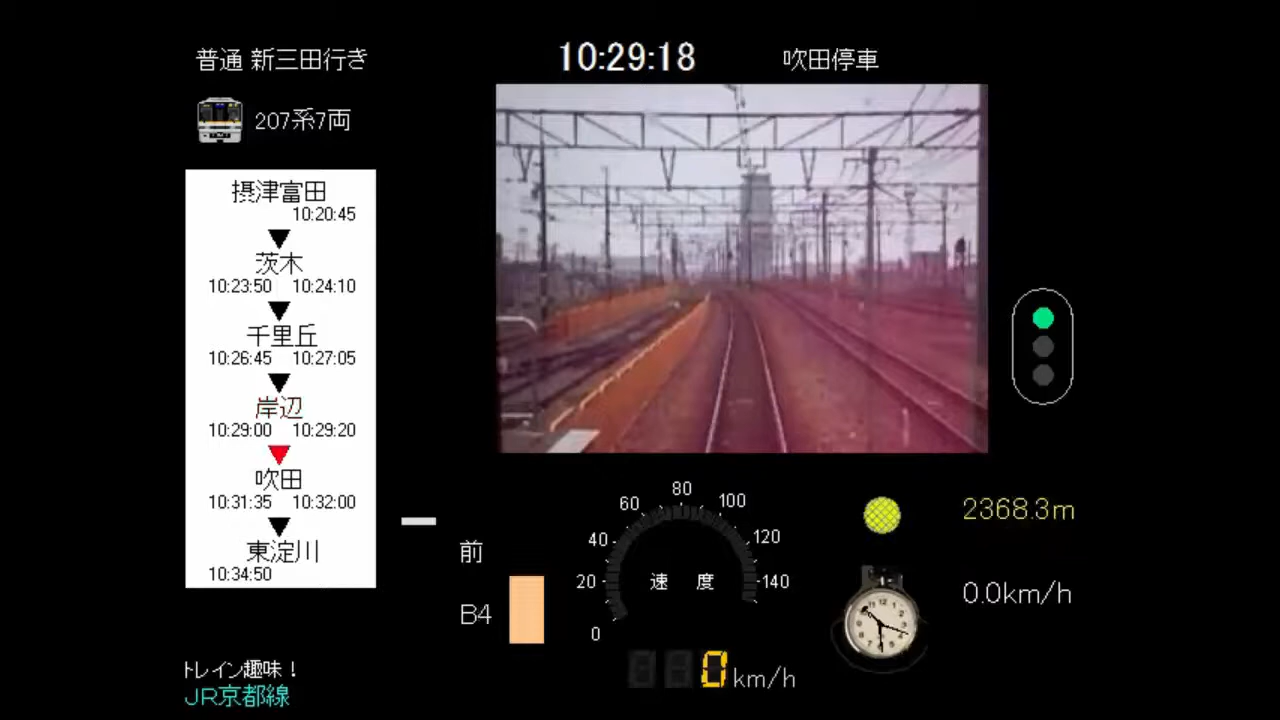 普通 新三田行き
10:29:18
吹田停車
207系7両
摂津富田
10:20:45
茨木
10:23:50 10:24:10
千里丘
10:26:45 10:27:05
岸辺
10:29:00 10:29:20
吹田
10:31:35 10:32:00
東淀川
10:34:50
前
B4
0
20
40
60
80
100
120
140
速 度
0 km/h
2368.3m
0.0km/h
トレイン趣味！
JR京都線